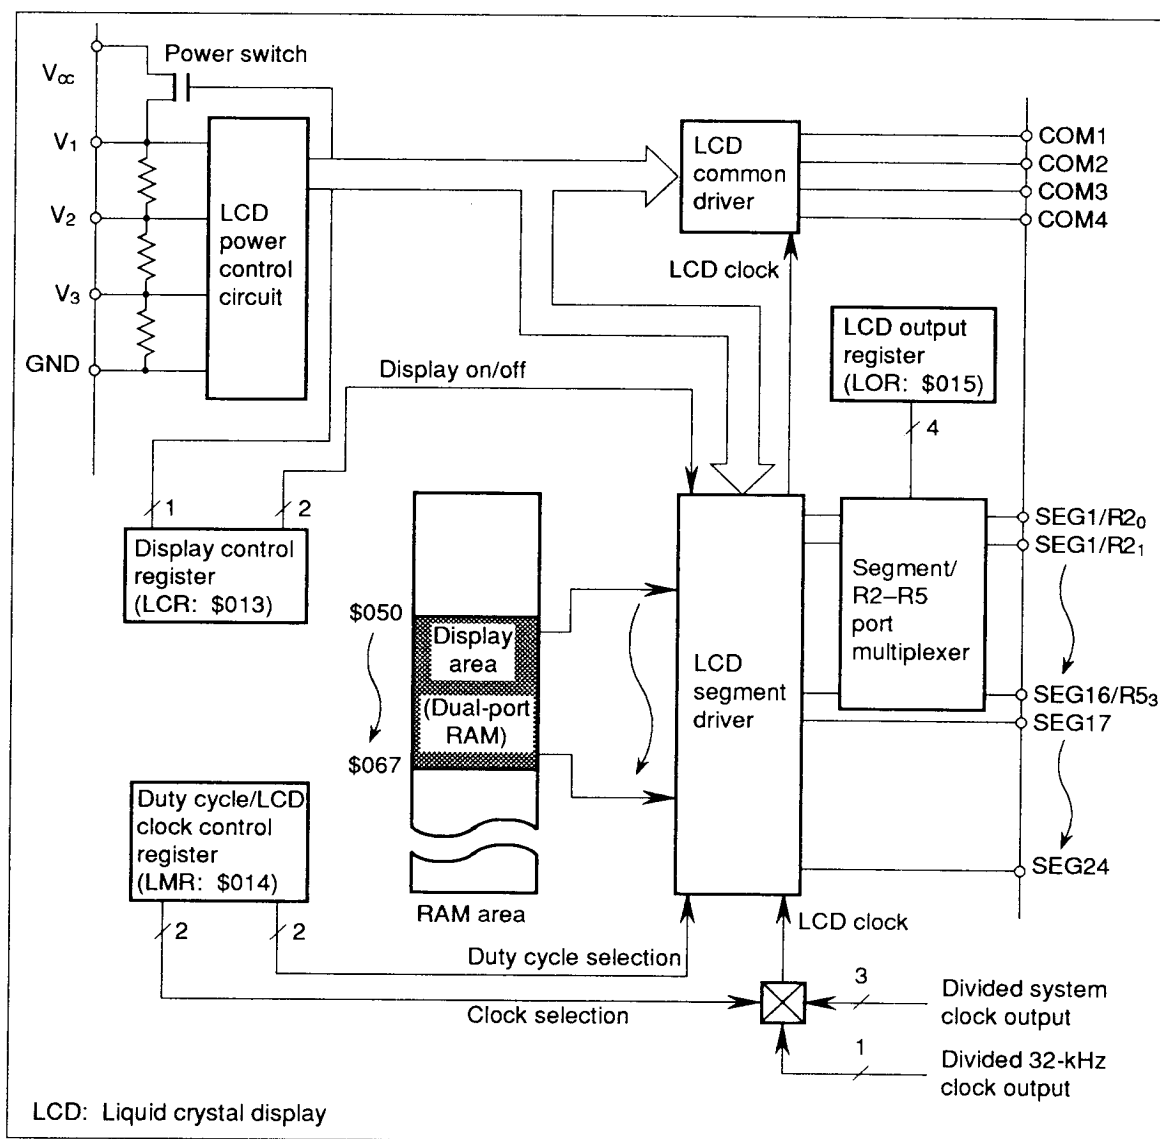 Power switch
Vcc
V1
V2
V3
GND
LCD
power
control
circuit
LCD
common
driver
COM1
COM2
COM3
COM4
LCD clock
LCD output
register
(LOR: $015)
4
Display on/off
1
2
Display control
register
(LCR: $013)
$050
Display
area
(Dual-port
RAM)
$067
RAM area
LCD
segment
driver
Segment/
R2–R5
port
multiplexer
SEG1/R20
SEG1/R21
SEG16/R53
SEG17
SEG24
Duty cycle/LCD
clock control
register
(LMR: $014)
2
2
Duty cycle selection
Clock selection
LCD clock
3
Divided system
clock output
1
Divided 32-kHz
clock output
LCD: Liquid crystal display